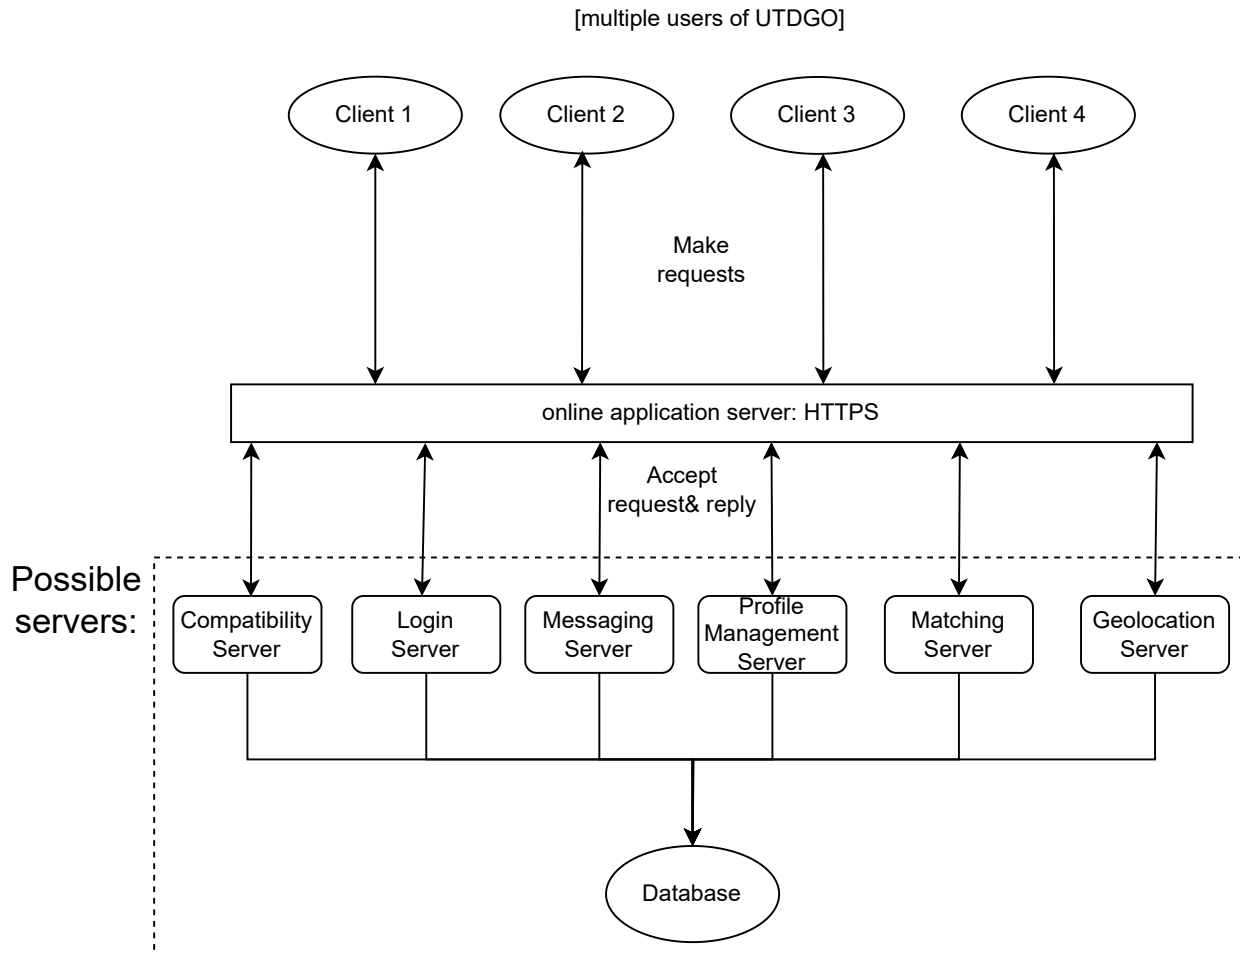 [multiple users of UTDGO]
Client 1
Client 2
Client 3
Client 4
Make
requests
online application server: HTTPS
Accept
request& reply
Possible
servers:
Compatibility
Server
Login
Server
Messaging
Server
Profile
Management
Server
Matching
Server
Geolocation
Server
Database